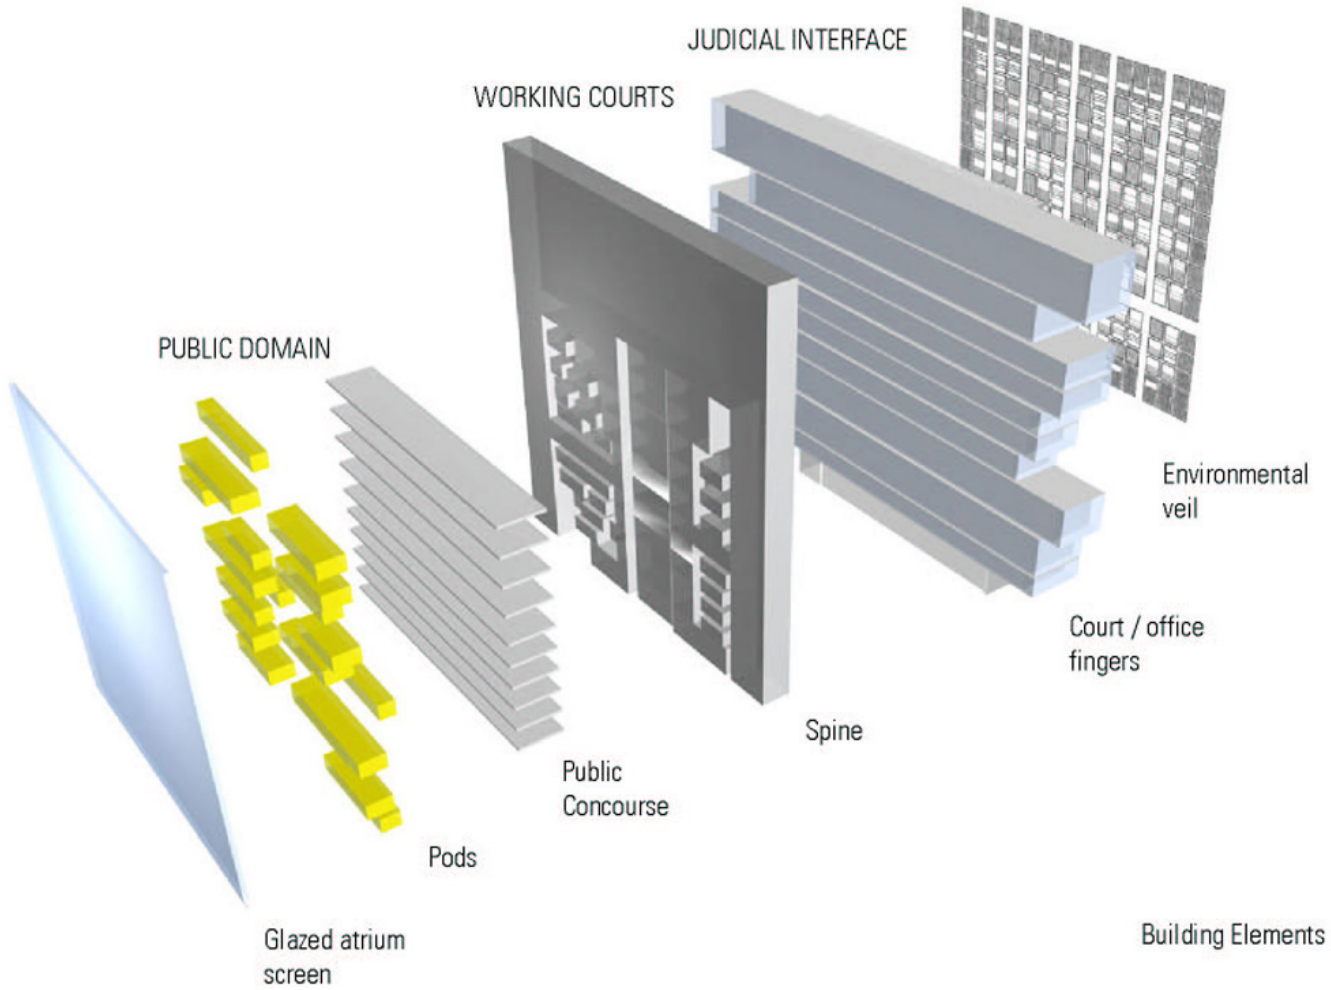 JUDICIAL INTERFACE
WORKING COURTS
PUBLIC DOMAIN
Environmental
veil
Court / office
fingers
Spine
Public
Concourse
Pods
Glazed atrium
screen
Building Elements